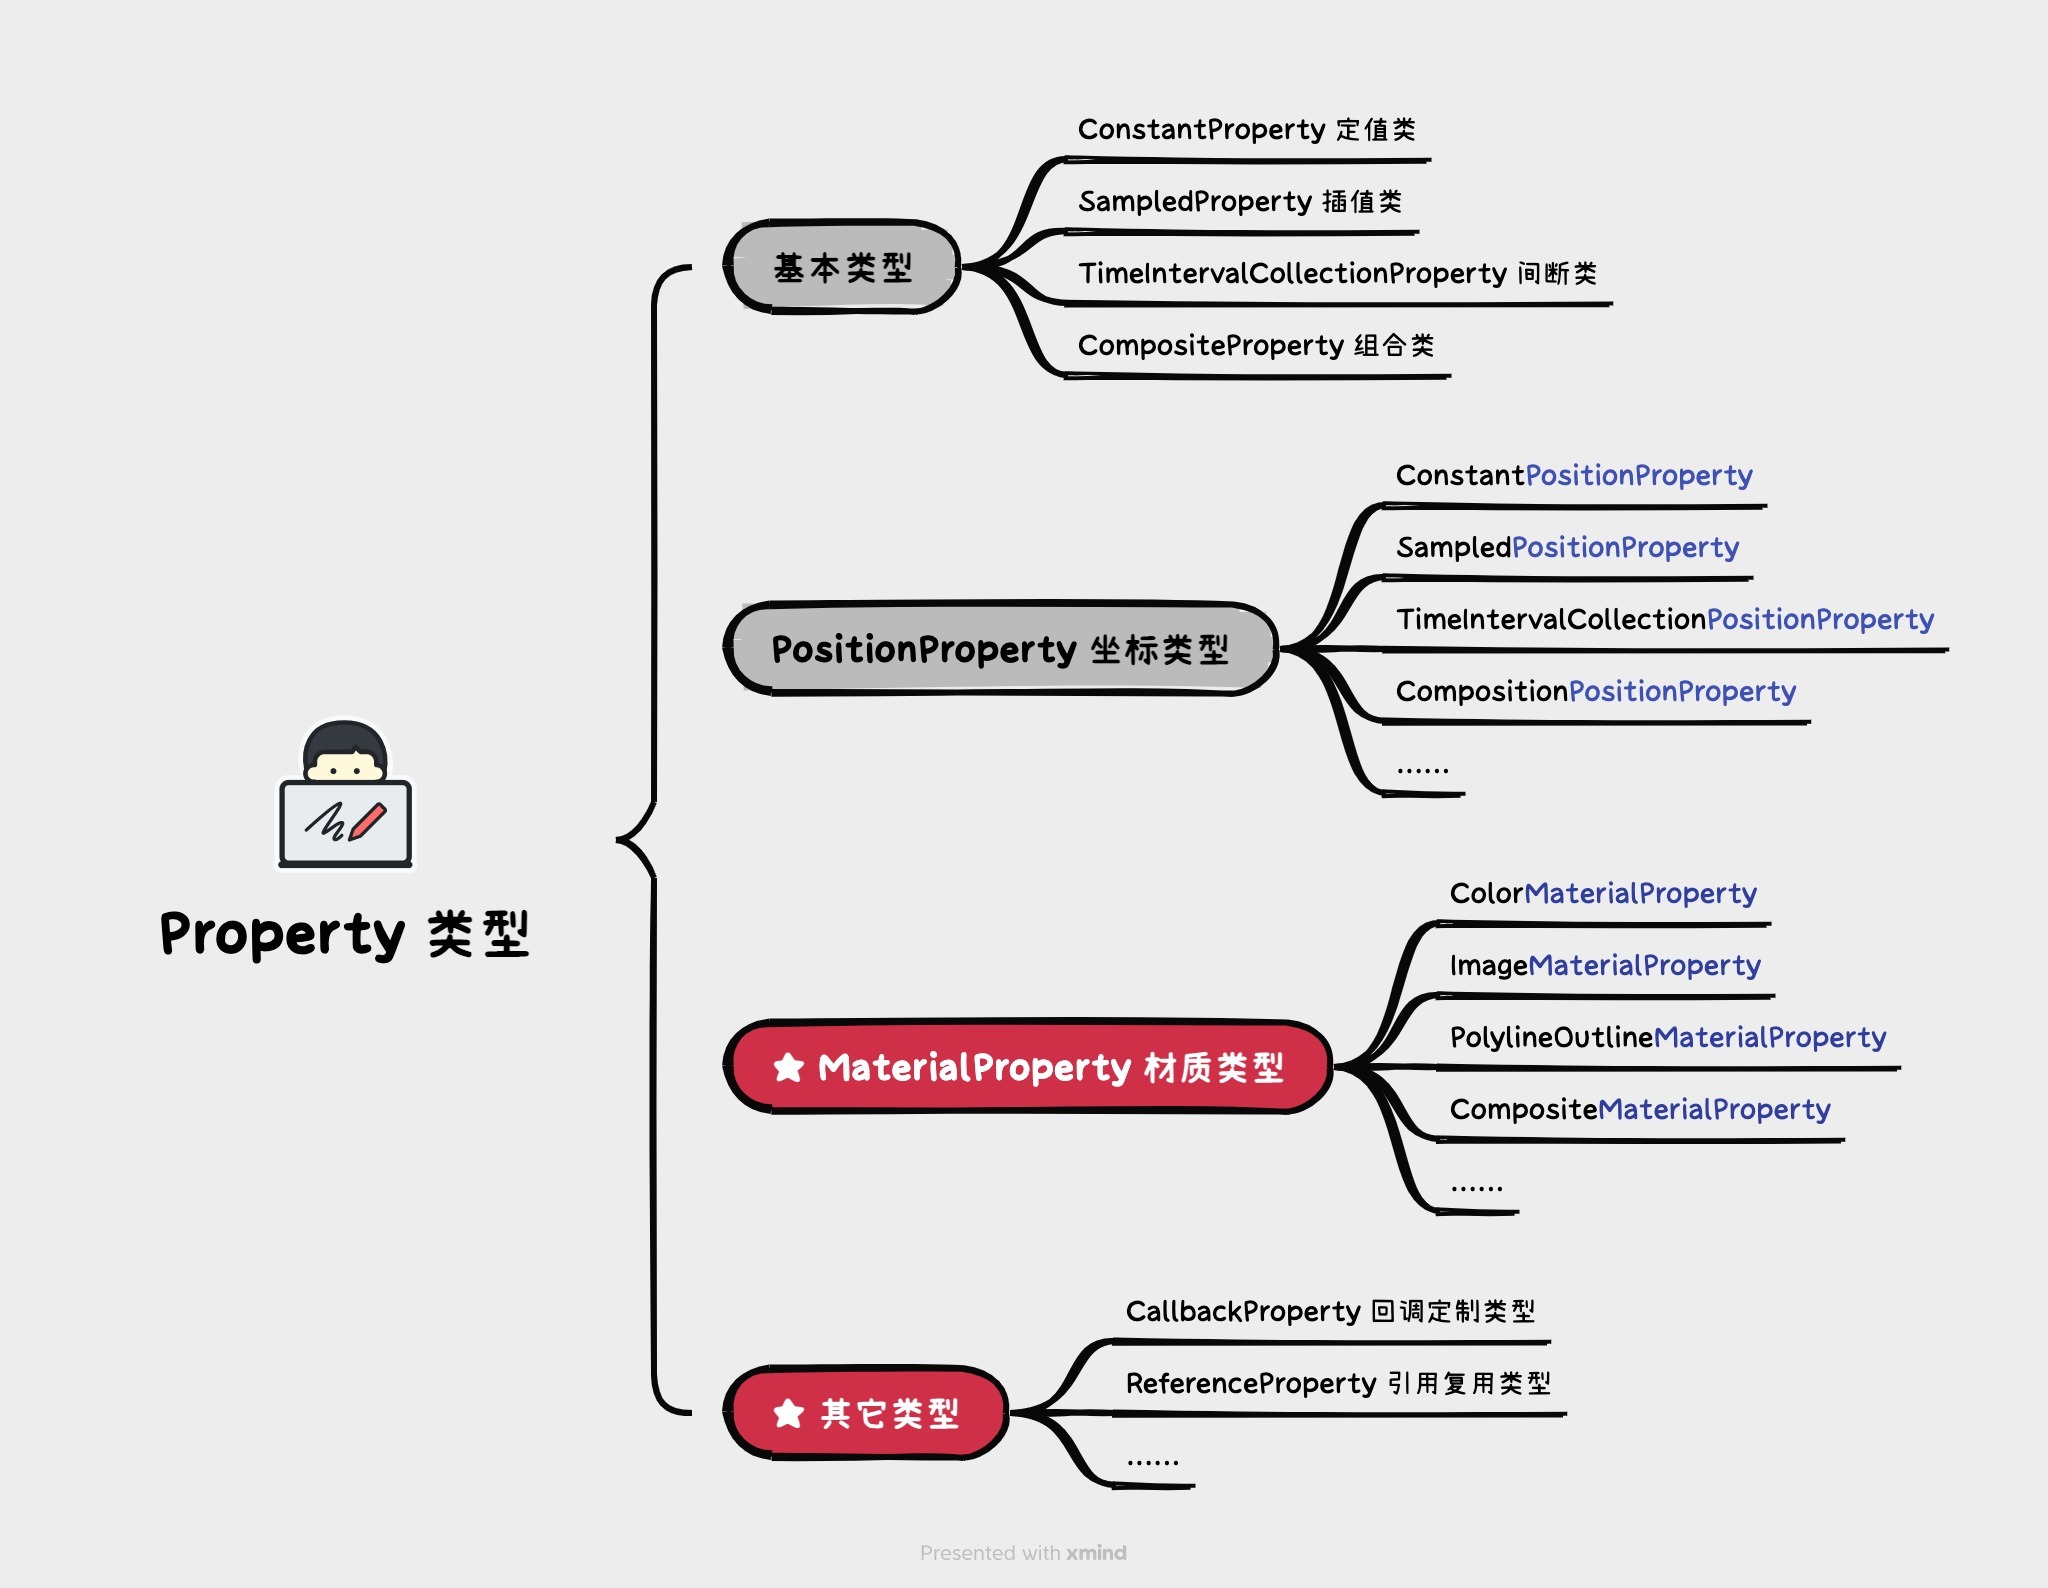 Property 类型
基本类型
ConstantProperty 定值类
SampledProperty 插值类
TimeIntervalCollectionProperty 间断类
CompositeProperty 组合类
PositionProperty 坐标类型
ConstantPositionProperty
SampledPositionProperty
TimeIntervalCollectionPositionProperty
CompositionPositionProperty
......
MaterialProperty 材质类型
ColorMaterialProperty
ImageMaterialProperty
PolylineOutlineMaterialProperty
CompositeMaterialProperty
......
其它类型
CallbackProperty 回调定制类型
ReferenceProperty 引用复用类型
......
Presented with xmind